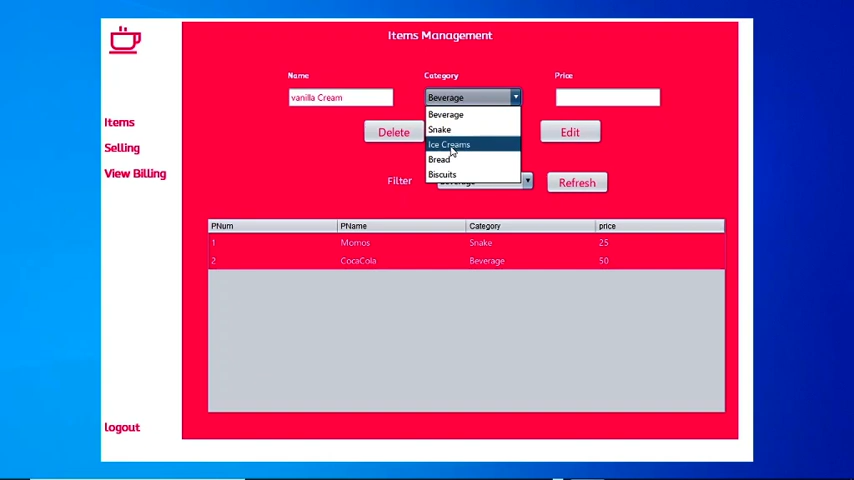 Items Management
Name Category Price
vanilla Cream Beverage
Beverage
Items
Snake
Delete Edit
Ice Creams
Selling
Bread
View Billing
Biscuits
Filter Refresh
PNum PName Category price
1 Momos Snake 25
2 CocaCola Beverage 50
logout